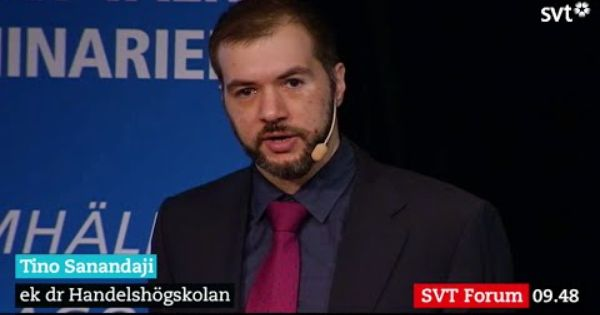 svt
INARIE
MHÄL
Tino Sanandaji
ek dr Handelshögskolan
SVT Forum 09.48